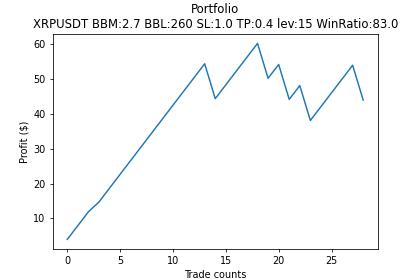 Portfolio
XRPUSDT BBM:2.7 BBL:260 SL:1.0 TP:0.4 lev:15 WinRatio:83.0
60
50
40
30
20
10
Profit ($)
0 5 10 15 20 25
Trade counts